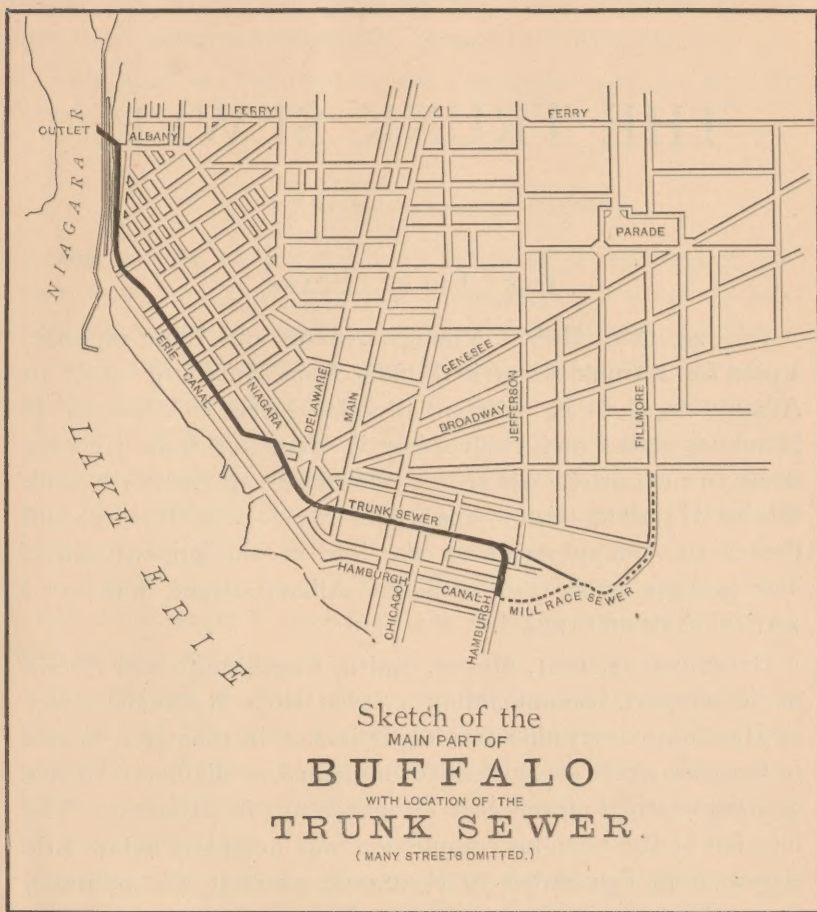 FERRY
FERRY
OUTLET
ALBANY
NIAGARA R
PARADE
ERIE CANAL
NIAGARA
DELAWARE
MAIN
GENESEE
BROADWAY
JEFFERSON
FILLMORE
LAKE ERIE
TRUNK SEWER
HAMBURGH
CANAL
CHICAGO
HAMBURGH
MILL RACE SEWER
Sketch of the
MAIN PART OF
BUFFALO
WITH LOCATION OF THE
TRUNK SEWER.
(MANY STREETS OMITTED.)